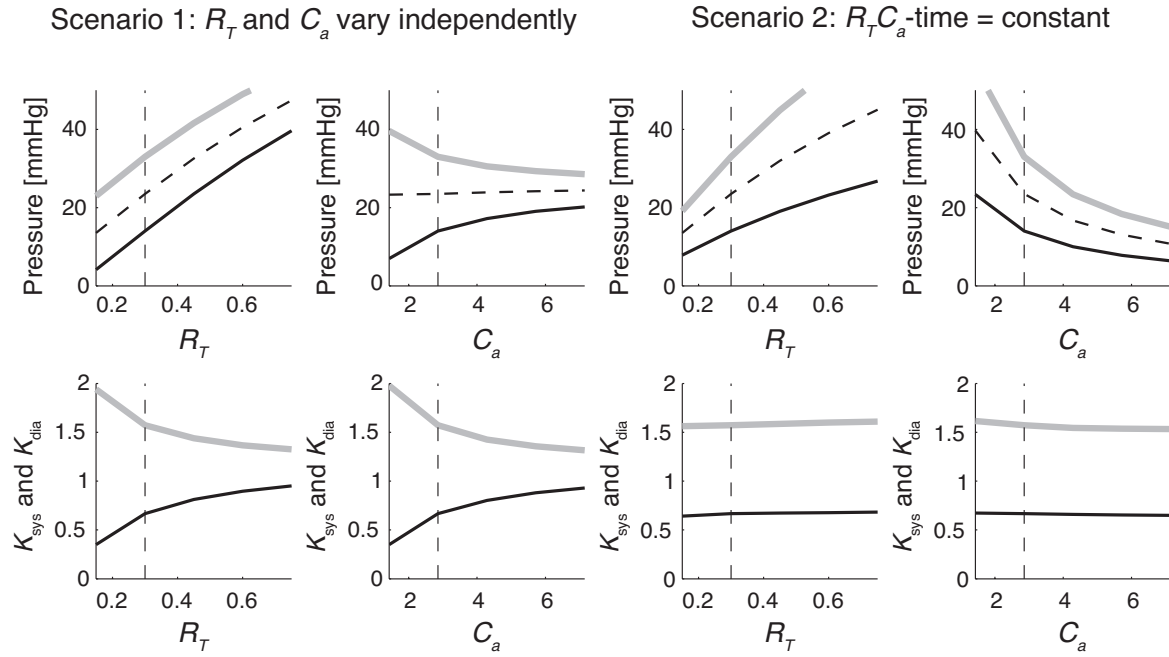 Scenario 1: R_T and C_a vary independently
Scenario 2: R_T C_a-time = constant
Pressure [mmHg]
40
20
0
0.2 0.4 0.6
R_T
Pressure [mmHg]
40
20
0
2 4 6
C_a
Pressure [mmHg]
40
20
0
0.2 0.4 0.6
R_T
Pressure [mmHg]
40
20
0
2 4 6
C_a
K_sys and K_dia
2
1.5
1
0.5
0
0.2 0.4 0.6
R_T
K_sys and K_dia
2
1.5
1
0.5
0
2 4 6
C_a
K_sys and K_dia
2
1.5
1
0.5
0
0.2 0.4 0.6
R_T
K_sys and K_dia
2
1.5
1
0.5
0
2 4 6
C_a